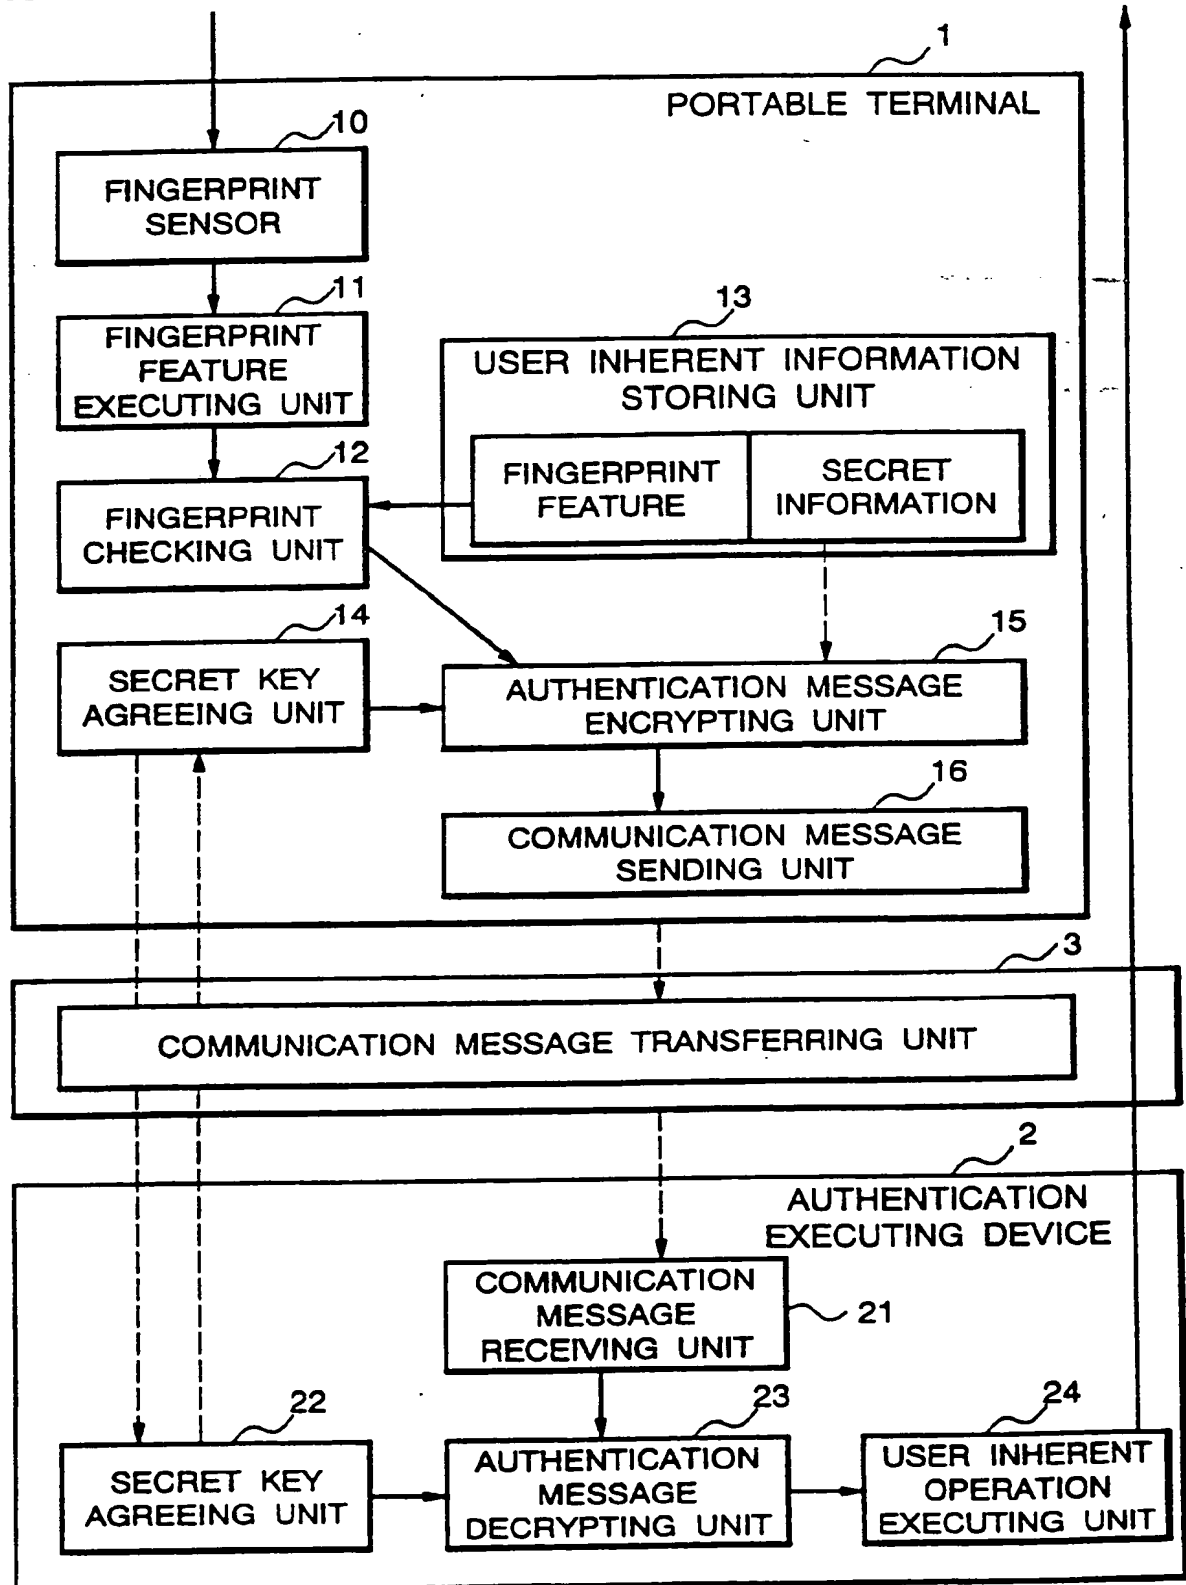 1
PORTABLE TERMINAL
10
FINGERPRINT
SENSOR
11
FINGERPRINT
FEATURE
EXECUTING UNIT
13
USER INHERENT INFORMATION
STORING UNIT
12
FINGERPRINT
CHECKING UNIT
FINGERPRINT
FEATURE
SECRET
INFORMATION
14
SECRET KEY
AGREEING UNIT
15
AUTHENTICATION MESSAGE
ENCRYPTING UNIT
16
COMMUNICATION MESSAGE
SENDING UNIT
3
COMMUNICATION MESSAGE TRANSFERRING UNIT
2
AUTHENTICATION
EXECUTING DEVICE
COMMUNICATION
MESSAGE
RECEIVING UNIT
21
22
SECRET KEY
AGREEING UNIT
23
AUTHENTICATION
MESSAGE
DECRYPTING UNIT
24
USER INHERENT
OPERATION
EXECUTING UNIT